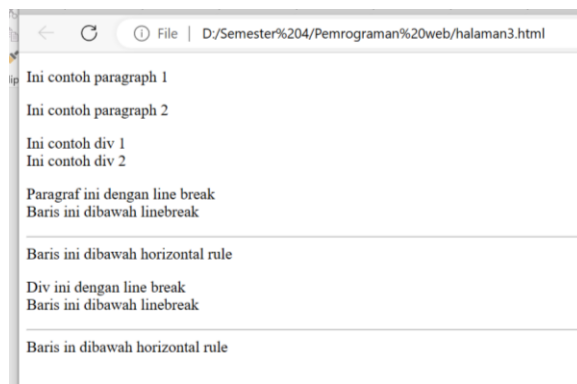 File | D:/Semester%204/Pemrograman%20web/halaman3.html
Ini contoh paragraph 1
Ini contoh paragraph 2
Ini contoh div 1
Ini contoh div 2
Paragraf ini dengan line break
Baris ini dibawah linebreak
Baris ini dibawah horizontal rule
Div ini dengan line break
Baris ini dibawah linebreak
Baris in dibawah horizontal rule